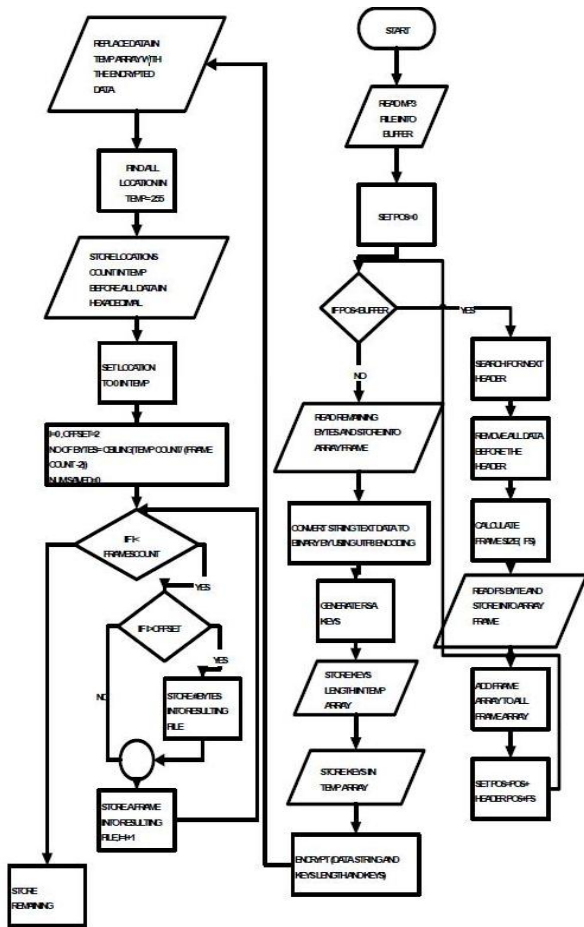 START
READ MP3
FILE INTO
BUFFER
SET POS=0
IF POS<BUFFER
YES
NO
SEARCH FOR NEXT
HEADER
REMOVE ALL DATA
BEFORE THE
HEADER
CALCULATE
FRAME SIZE( FS)
READ FS BYTE AND
STORE INTO ARRAY
FRAME
ADD FRAME
ARRAY TO ALL
FRAME ARRAY
SET POS=POS+
HEADER POS+FS
READ REMAINING
BYTES AND STORE INTO
ARRAY FRAME
CONVERT STRING TEXT DATA TO
BINARY BY USING UTF8 ENCODING
GENERATE RSA
KEYS
STORE KEYS
LENGTH IN TEMP
ARRAY
STORE KEYS IN
TEMP ARRAY
ENCRYPT (DATA STRING AND
KEYS LENGTH AND KEYS)
REPLACE DATA IN
TEMP ARRAY WITH
THE ENCRYPTED
DATA
FIND ALL
LOCATION IN
TEMP=255
STORE LOCATIONS
COUNT IN TEMP
BEFORE ALL DATA IN
HEXADECIMAL
SET LOCATION
TO 0 IN TEMP
I=0, OFFSET=2
NO OF BYTES= CEILING(TEMP COUNT/ (FRAME
COUNT -2))
NUMSAVED=0
IF I<
FRAMESCOUNT
YES
IF I>OFFSET
YES
NO
STORE #BYTES
INTO RESULTING
FILE
STORE A FRAME
INTO RESULTING
FILE, I=I+1
STORE
REMAINING